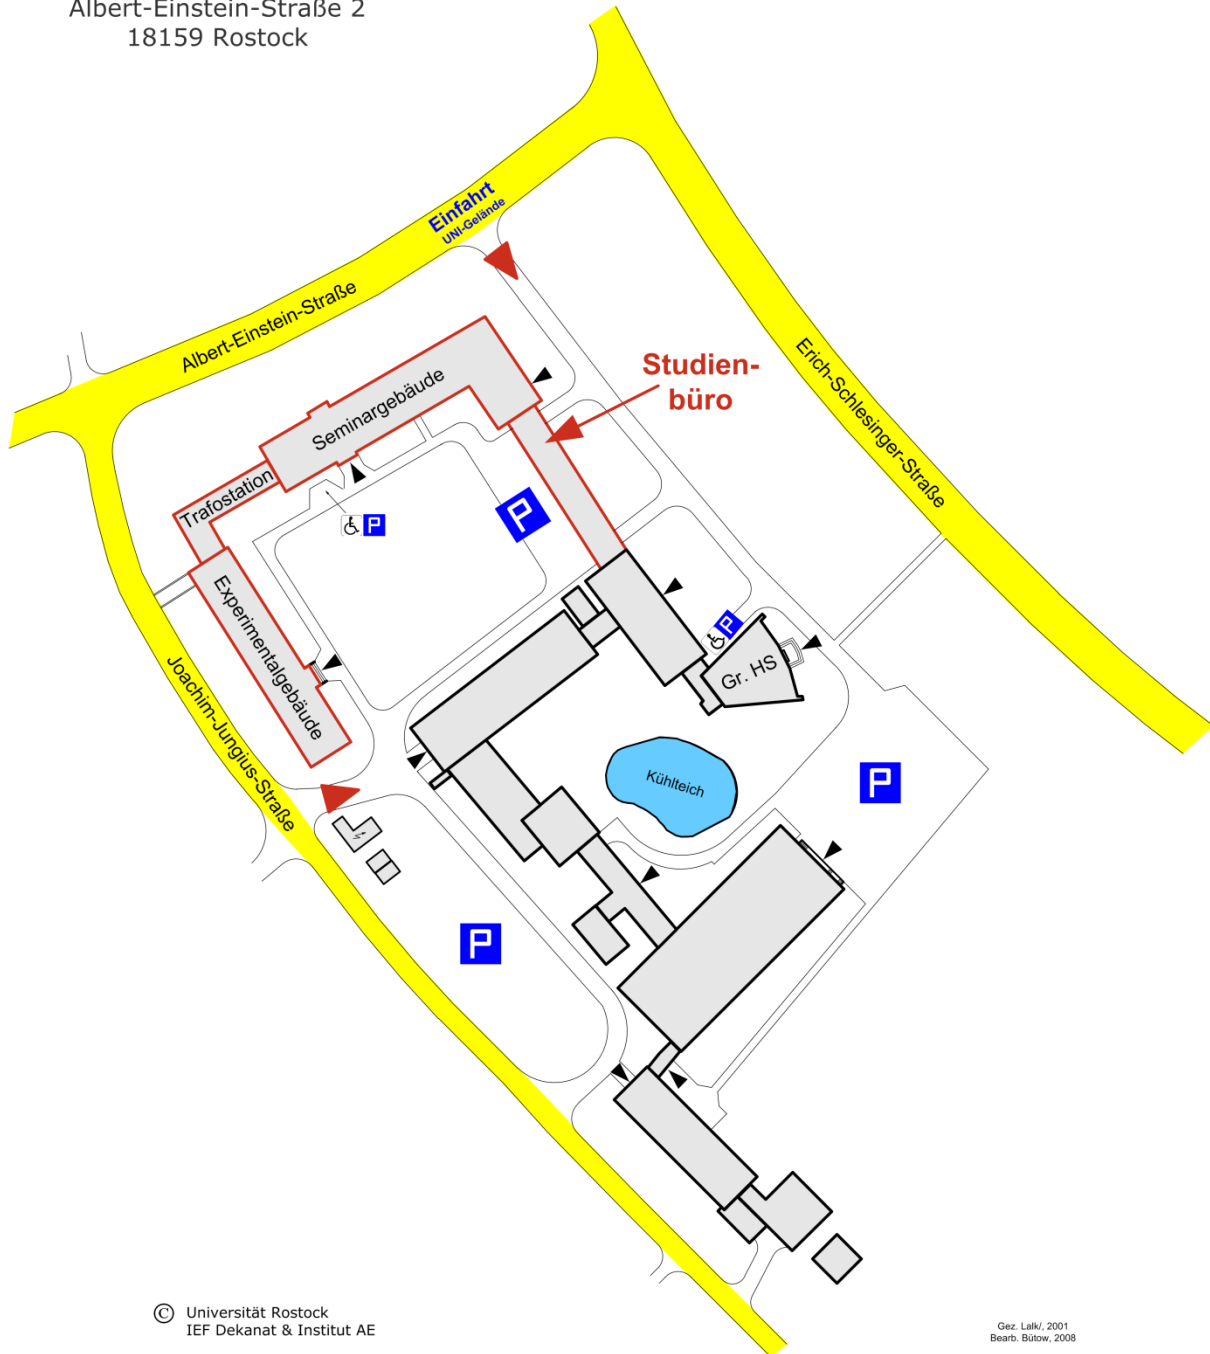 Albert-Einstein-Straße 2
18159 Rostock
Einfahrt
UNI-Gelände
Albert-Einstein-Straße
Erich-Schlesinger-Straße
Studien-
büro
Seminargebäude
Trafostation
P
P
Experimentalgebäude
Joachim-Jungius-Straße
P
Gr. HS
Kühlteich
P
P
© Universität Rostock
IEF Dekanat & Institut AE
Gez. Lalk/, 2001
Bearb. Bütow, 2008